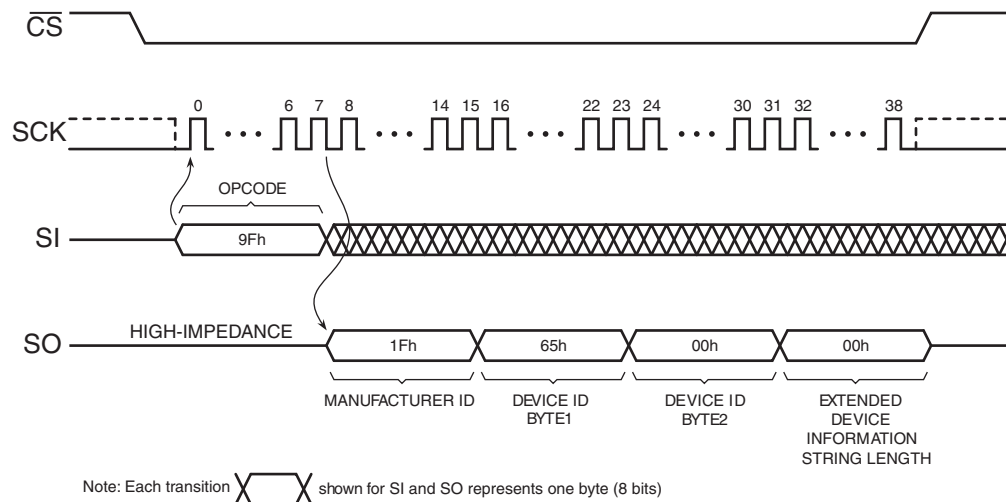 CS
0 6 7 8 14 15 16 22 23 24 30 31 32 38
SCK
OPCODE
SI
9Fh
HIGH-IMPEDANCE
SO
1Fh 65h 00h 00h
MANUFACTURER ID
DEVICE ID
BYTE1
DEVICE ID
BYTE2
EXTENDED
DEVICE
INFORMATION
STRING LENGTH
Note: Each transition shown for SI and SO represents one byte (8 bits)